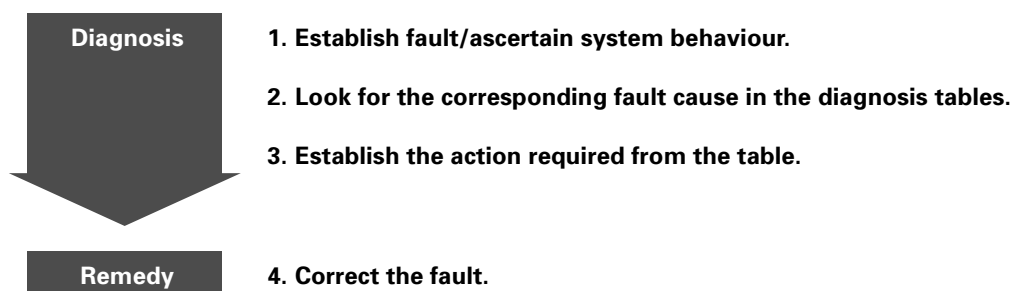 Diagnosis
1. Establish fault/ascertain system behaviour.
2. Look for the corresponding fault cause in the diagnosis tables.
3. Establish the action required from the table.
Remedy
4. Correct the fault.